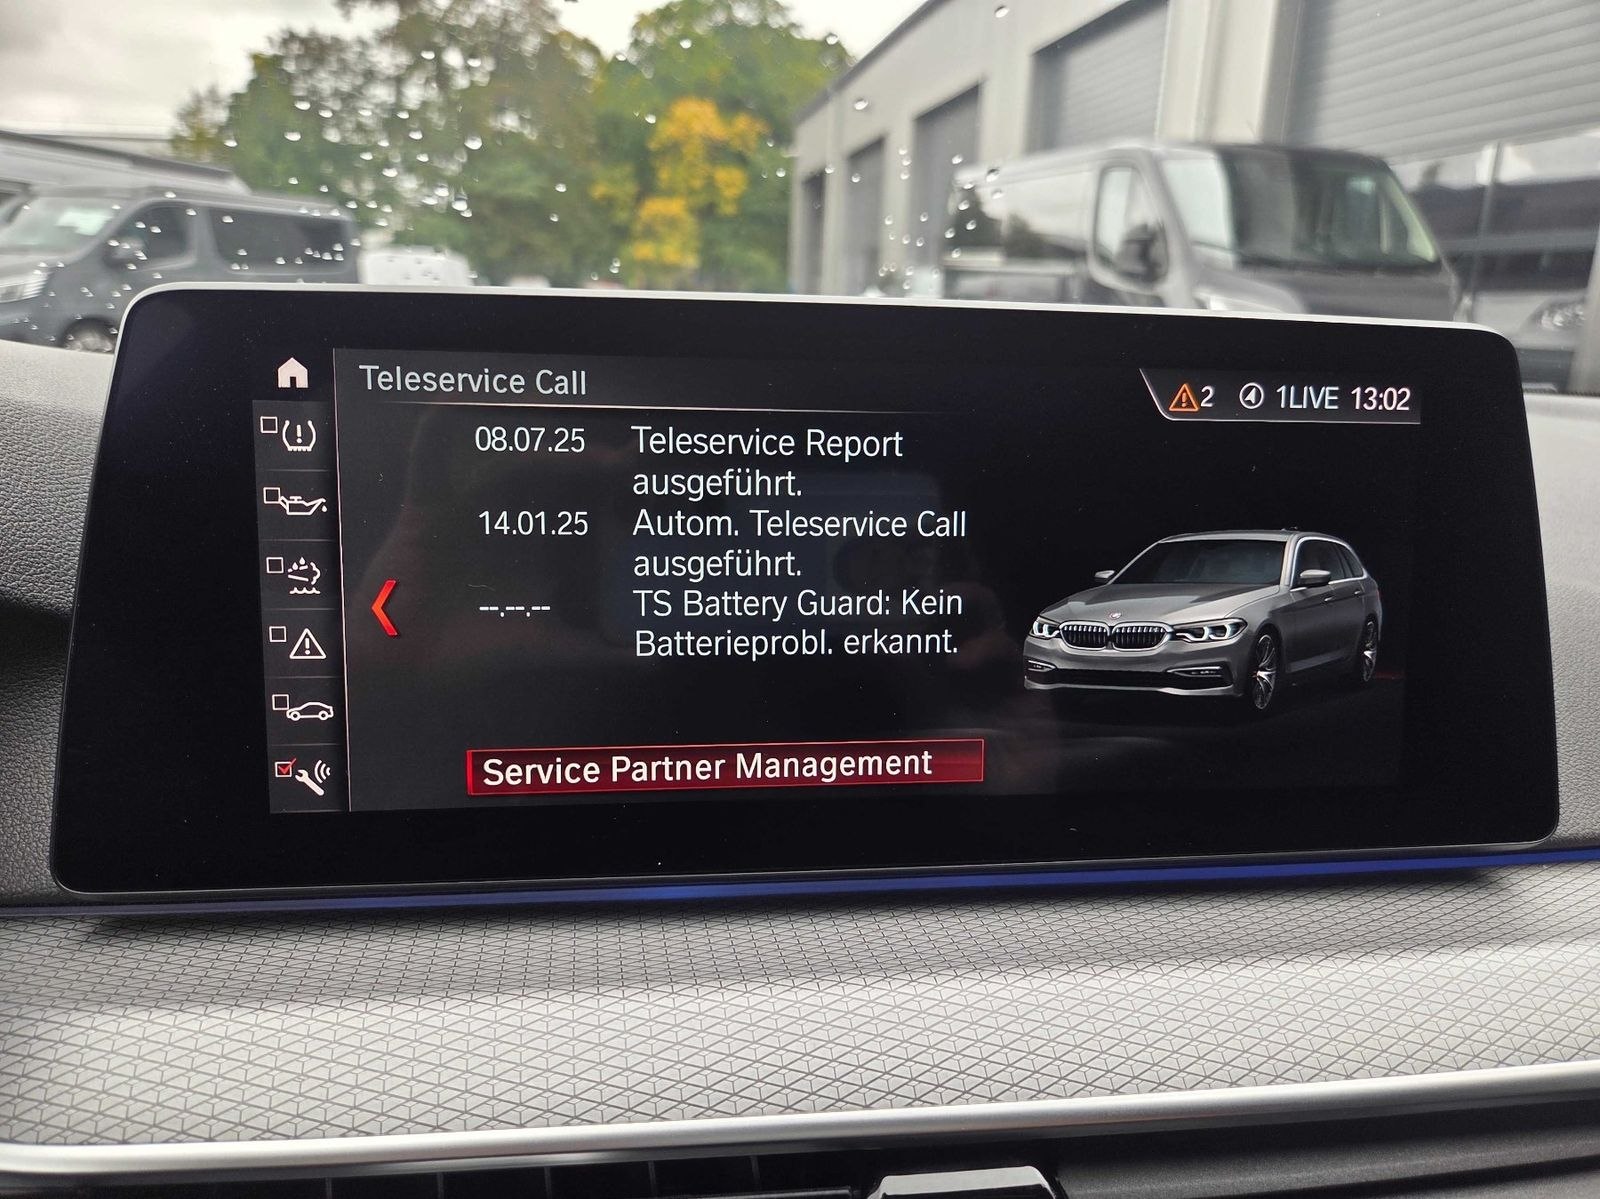 Teleservice Call
2 1LIVE 13:02
08.07.25 Teleservice Report
ausgeführt.
14.01.25 Autom. Teleservice Call
ausgeführt.
--.--.-- TS Battery Guard: Kein
Batterieprobl. erkannt.
Service Partner Management